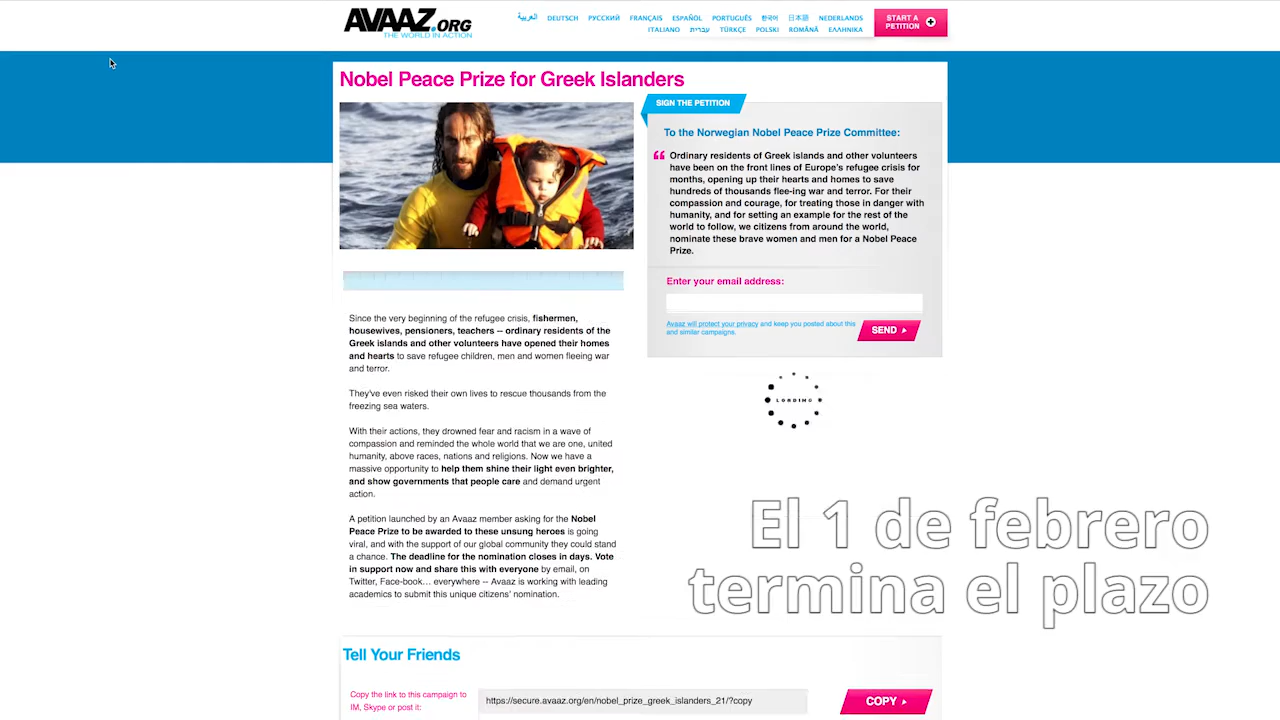 AVAAZ.ORG
THE WORLD IN ACTION
العربية DEUTSCH РУССКИЙ FRANÇAIS ESPAÑOL PORTUGUÊS 한국어 日本語 NEDERLANDS
ITALIANO עברית TÜRKÇE POLSKI ROMÂNĂ ΕΛΛΗΝΙΚΑ
START A
PETITION
Nobel Peace Prize for Greek Islanders
SIGN THE PETITION
To the Norwegian Nobel Peace Prize Committee:
Ordinary residents of Greek islands and other volunteers
have been on the front lines of Europe's refugee crisis for
months, opening up their hearts and homes to save
hundreds of thousands flee-ing war and terror. For their
compassion and courage, for treating those in danger with
humanity, and for setting an example for the rest of the
world to follow, we citizens from around the world,
nominate these brave women and men for a Nobel Peace
Prize.
Enter your email address:
Avaaz will protect your privacy and keep you posted about this
and similar campaigns.
SEND
LOADING
Since the very beginning of the refugee crisis, fishermen,
housewives, pensioners, teachers -- ordinary residents of the
Greek islands and other volunteers have opened their homes
and hearts to save refugee children, men and women fleeing war
and terror.
They've even risked their own lives to rescue thousands from the
freezing sea waters.
With their actions, they drowned fear and racism in a wave of
compassion and reminded the whole world that we are one, united
humanity, above races, nations and religions. Now we have a
massive opportunity to help them shine their light even brighter,
and show governments that people care and demand urgent
action.
A petition launched by an Avaaz member asking for the Nobel
Peace Prize to be awarded to these unsung heroes is going
viral, and with the support of our global community they could stand
a chance. The deadline for the nomination closes in days. Vote
in support now and share this with everyone by email, on
Twitter, Face-book... everywhere -- Avaaz is working with leading
academics to submit this unique citizens' nomination.
El 1 de febrero
termina el plazo
Tell Your Friends
Copy the link to this campaign to
IM, Skype or post it:
https://secure.avaaz.org/en/nobel_prize_greek_islanders_21/?copy
COPY